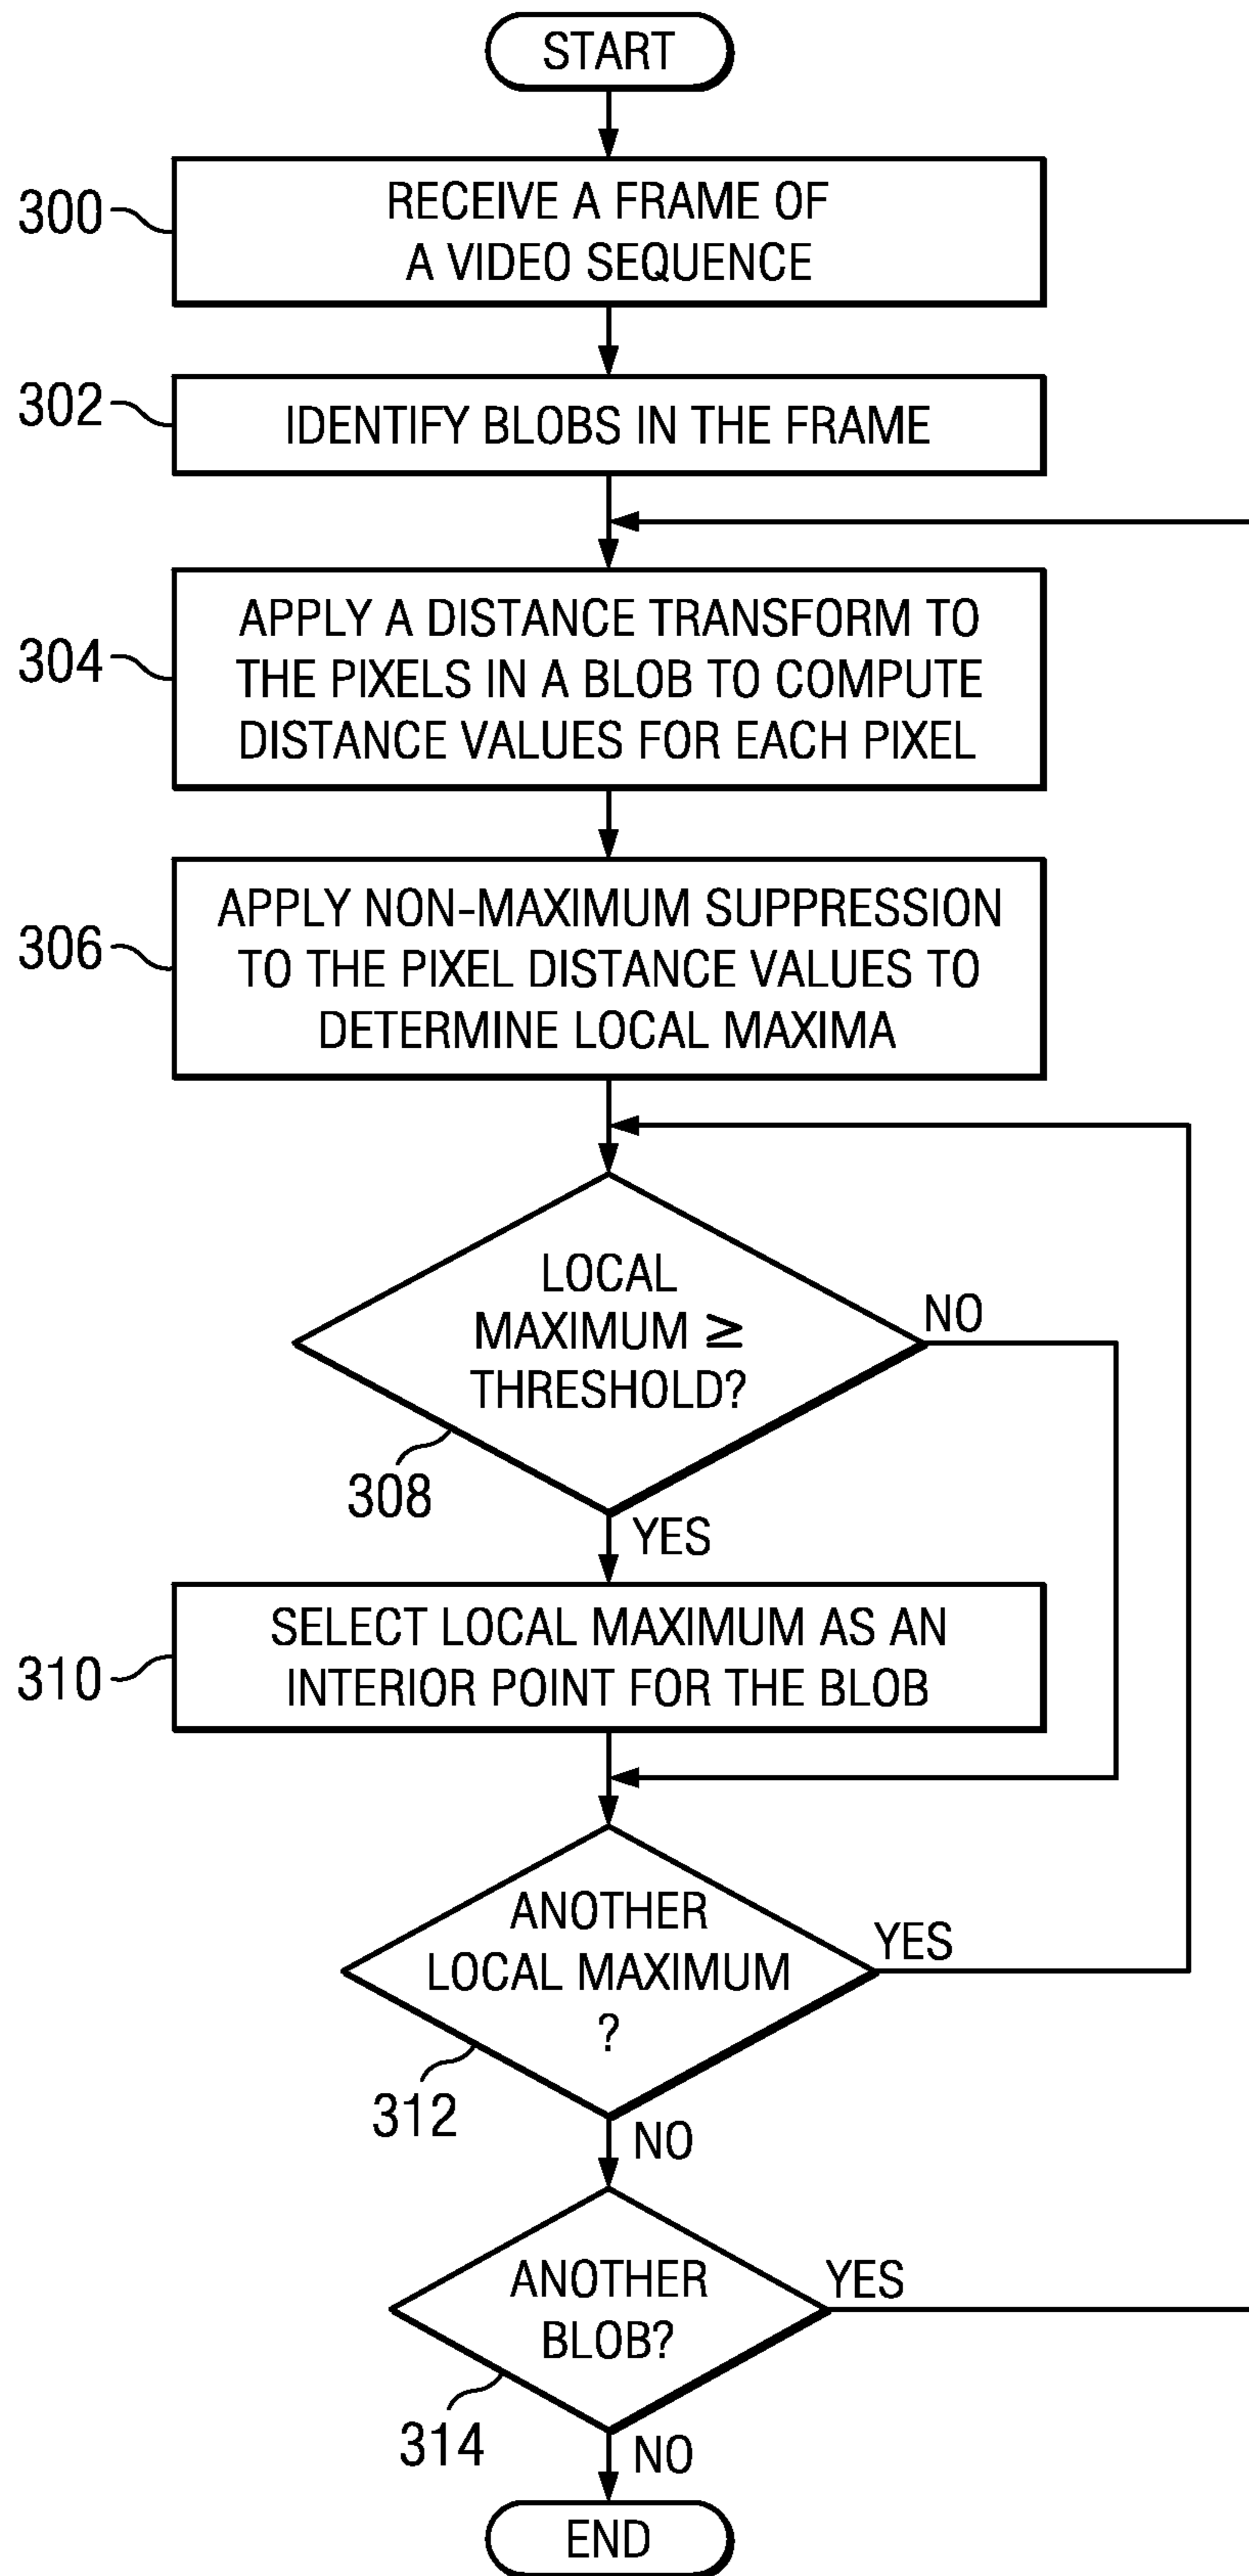 START
300
RECEIVE A FRAME OF
A VIDEO SEQUENCE
302
IDENTIFY BLOBS IN THE FRAME
304
APPLY A DISTANCE TRANSFORM TO
THE PIXELS IN A BLOB TO COMPUTE
DISTANCE VALUES FOR EACH PIXEL
306
APPLY NON-MAXIMUM SUPPRESSION
TO THE PIXEL DISTANCE VALUES TO
DETERMINE LOCAL MAXIMA
LOCAL
MAXIMUM ≥
THRESHOLD?
NO
308
YES
310
SELECT LOCAL MAXIMUM AS AN
INTERIOR POINT FOR THE BLOB
ANOTHER
LOCAL MAXIMUM
?
YES
312
NO
ANOTHER
BLOB?
YES
314
NO
END